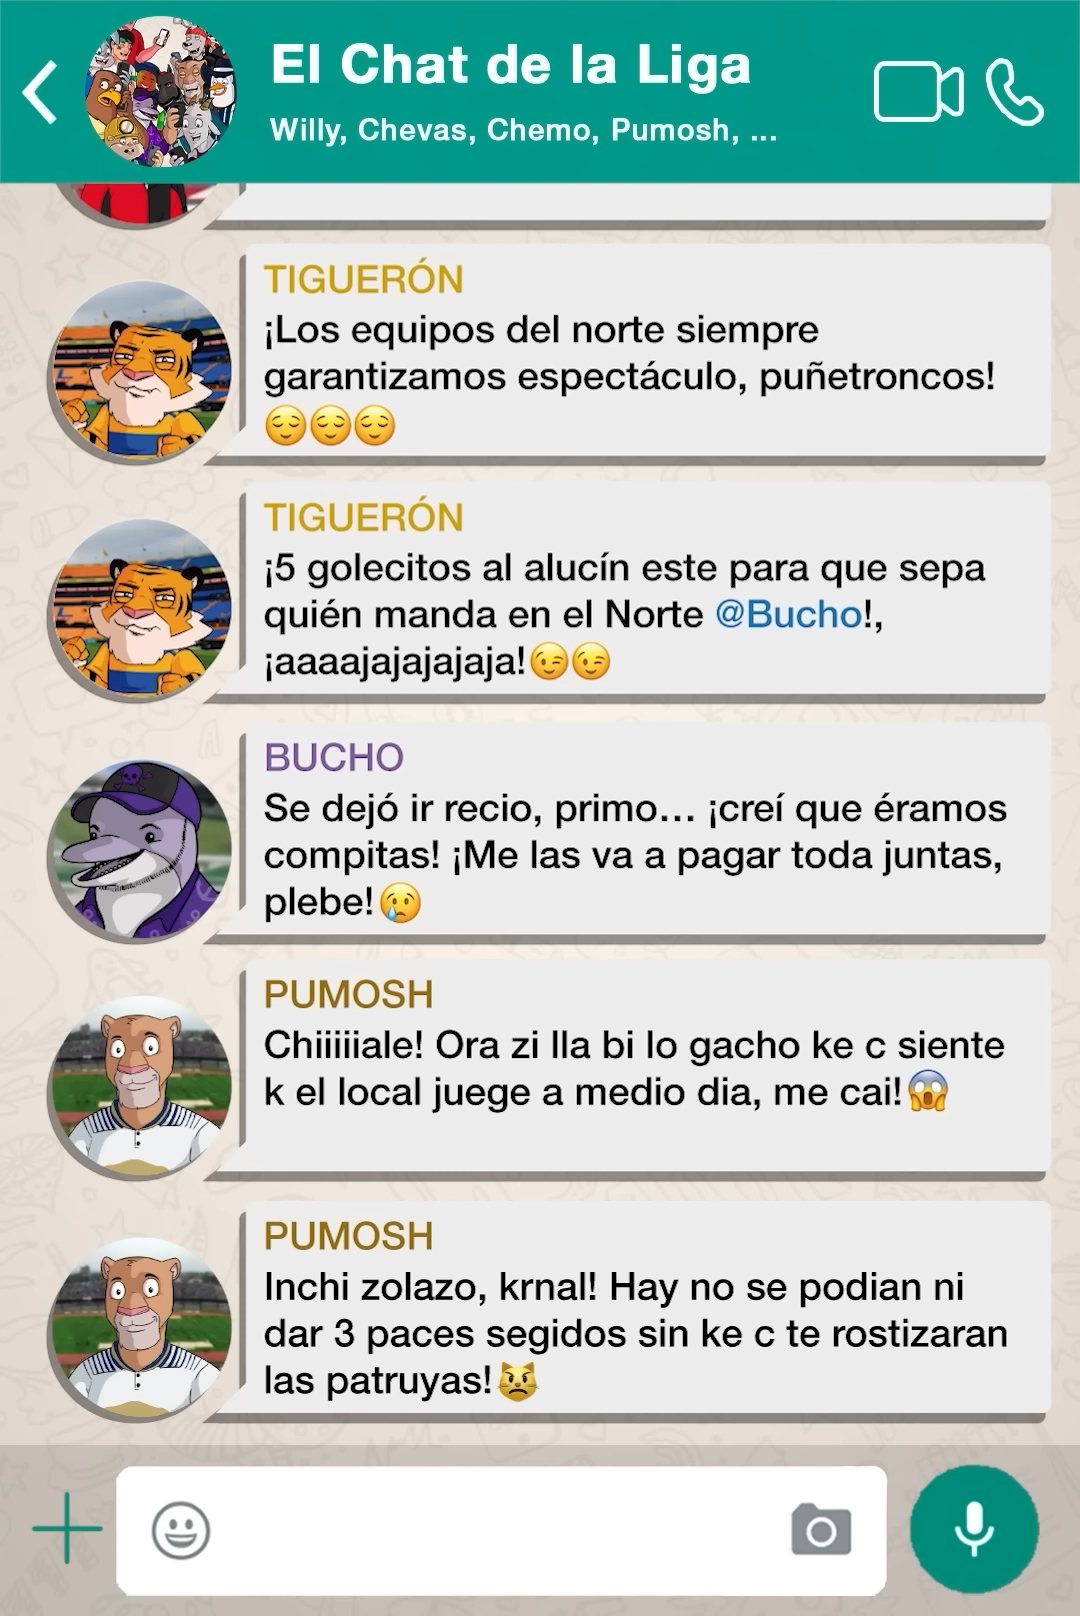 El Chat de la Liga
Willy, Chevas, Chemo, Pumosh, ...
TIGUERÓN
¡Los equipos del norte siempre
garantizamos espectáculo, puñetroncos!
😌😌😌
TIGUERÓN
¡5 golecitos al alucín este para que sepa
quién manda en el Norte @Bucho!,
¡aaaajajajajaja!😉😉
BUCHO
Se dejó ir recio, primo... ¡creí que éramos
compitas! ¡Me las va a pagar toda juntas,
plebe!😢
PUMOSH
Chiiiiiale! Ora zi lla bi lo gacho ke c siente
k el local juege a medio dia, me cai!😱
PUMOSH
Inchi zolazo, krnal! Hay no se podian ni
dar 3 paces segidos sin ke c te rostizaran
las patruyas!😾